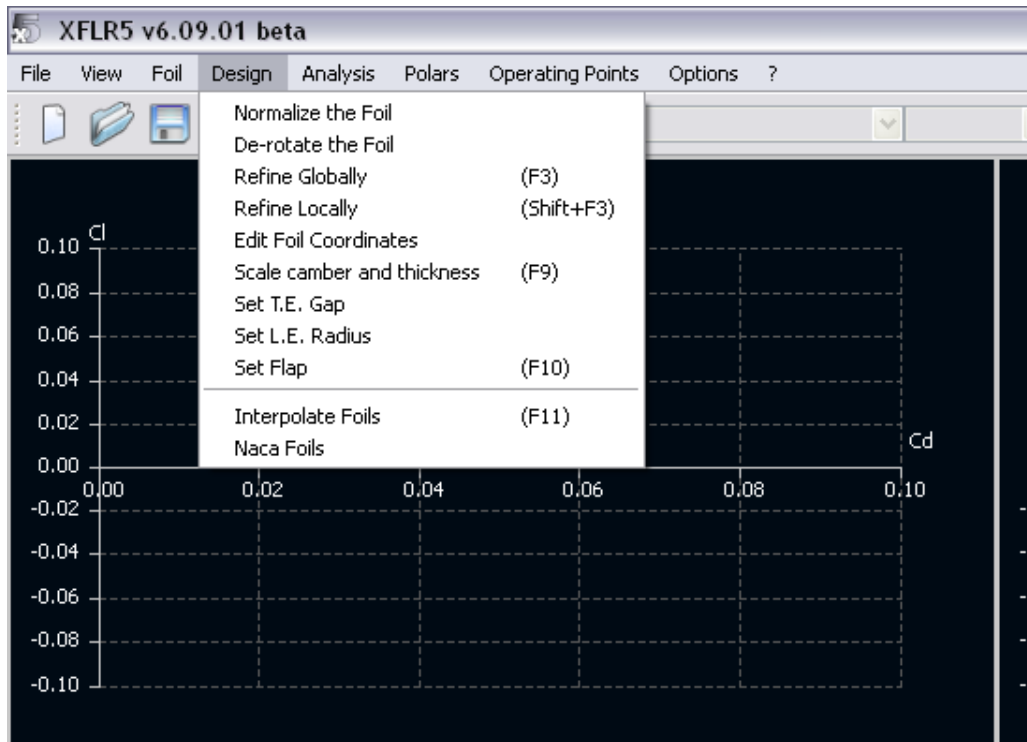 XFLR5 v6.09.01 beta
File View Foil Design Analysis Polars Operating Points Options ?
Normalize the Foil
De-rotate the Foil
Refine Globally (F3)
Refine Locally (Shift+F3)
Edit Foil Coordinates
Scale camber and thickness (F9)
Set T.E. Gap
Set L.E. Radius
Set Flap (F10)
Interpolate Foils (F11)
Naca Foils
Cl
0.10
0.08
0.06
0.04
0.02
0.00
Cd
0.00 0.02 0.04 0.06 0.08 0.10
-0.02
-0.04
-0.06
-0.08
-0.10